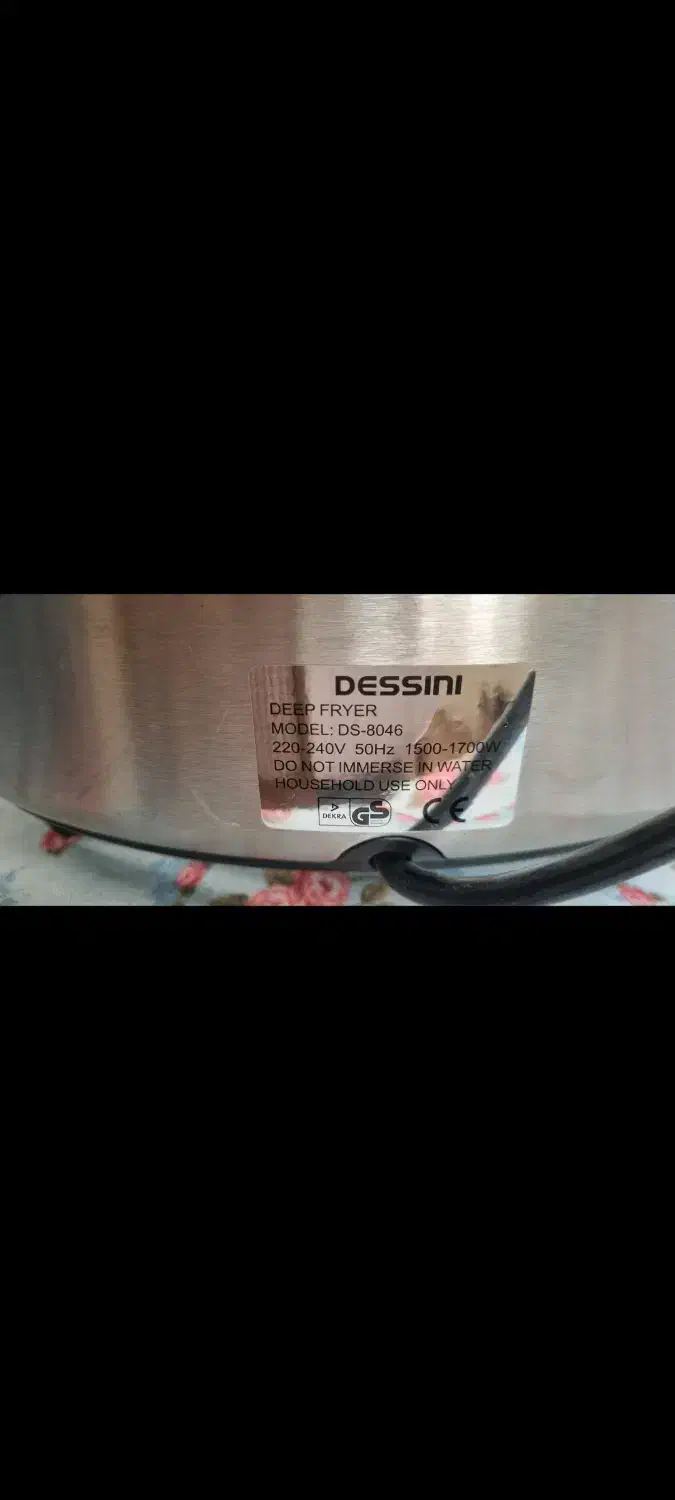 DESSINI
DEEP FRYER
MODEL: DS-8046
220-240V 50Hz 1500-1700W
DO NOT IMMERSE IN WATER
HOUSEHOLD USE ONLY
DEKRA GS CE